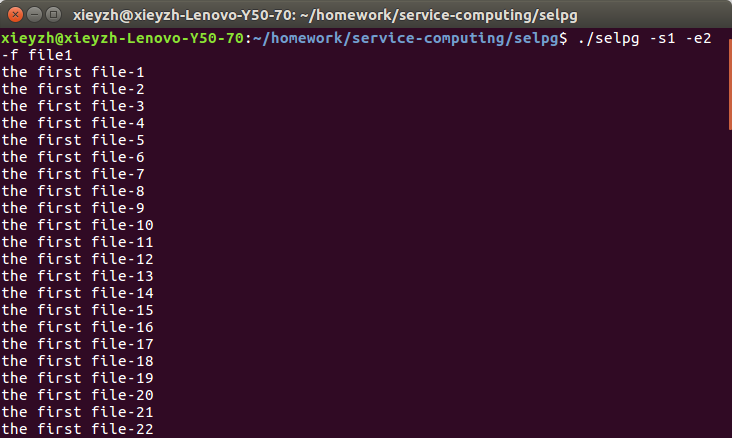 xieyzh@xieyzh-Lenovo-Y50-70: ~/homework/service-computing/selpg
xieyzh@xieyzh-Lenovo-Y50-70:~/homework/service-computing/selpg$ ./selpg -s1 -e2
-f file1
the first file-1
the first file-2
the first file-3
the first file-4
the first file-5
the first file-6
the first file-7
the first file-8
the first file-9
the first file-10
the first file-11
the first file-12
the first file-13
the first file-14
the first file-15
the first file-16
the first file-17
the first file-18
the first file-19
the first file-20
the first file-21
the first file-22